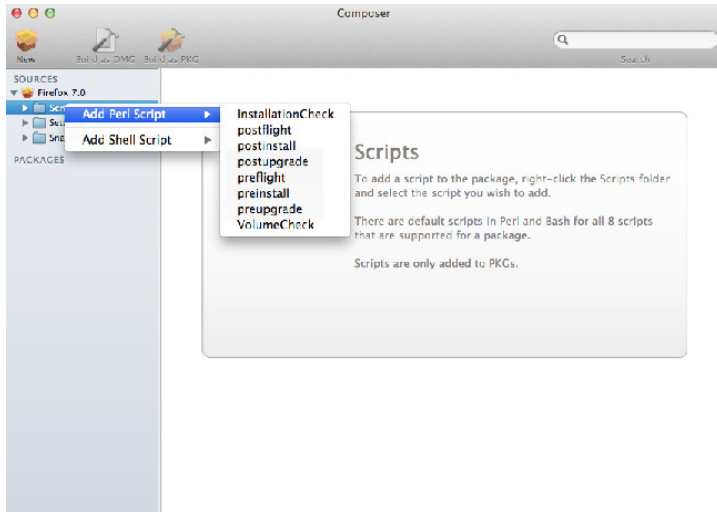 Composer
New
Build as DMG
Build as PKG
Search
SOURCES
Firefox 7.0
Add Perl Script
Add Shell Script
PACKAGES
InstallationCheck
postflight
postinstall
postupgrade
preflight
preinstall
preupgrade
VolumeCheck
Scripts
To add a script to the package, right-click the Scripts folder
and select the script you wish to add.
There are default scripts in Perl and Bash for all 8 scripts
that are supported for a package.
Scripts are only added to PKGs.